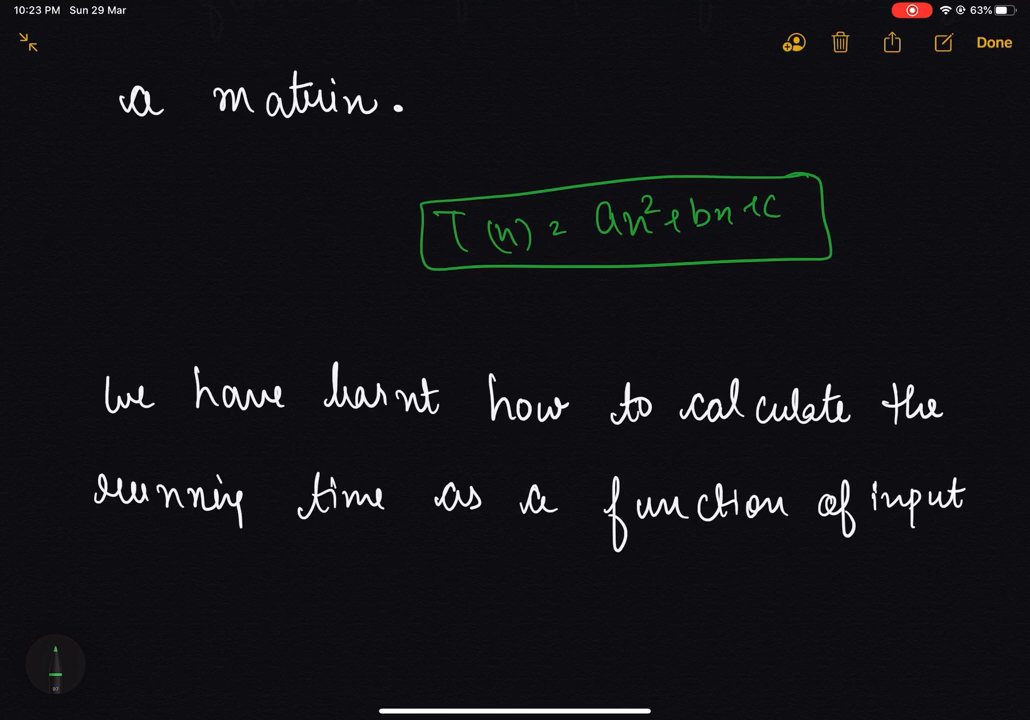 10:23 PM Sun 29 Mar 63%
Done
a matrix.
T(n) = an²+bn+c
we have learnt how to calculate the
running time as a function of input
97